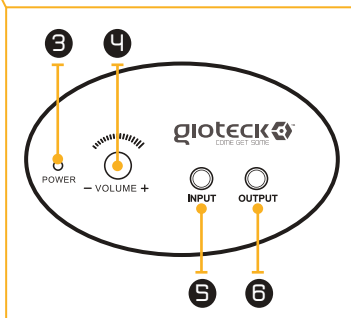 3 4
gioteck
COME GET SOME
POWER
– VOLUME +
INPUT OUTPUT
5 6